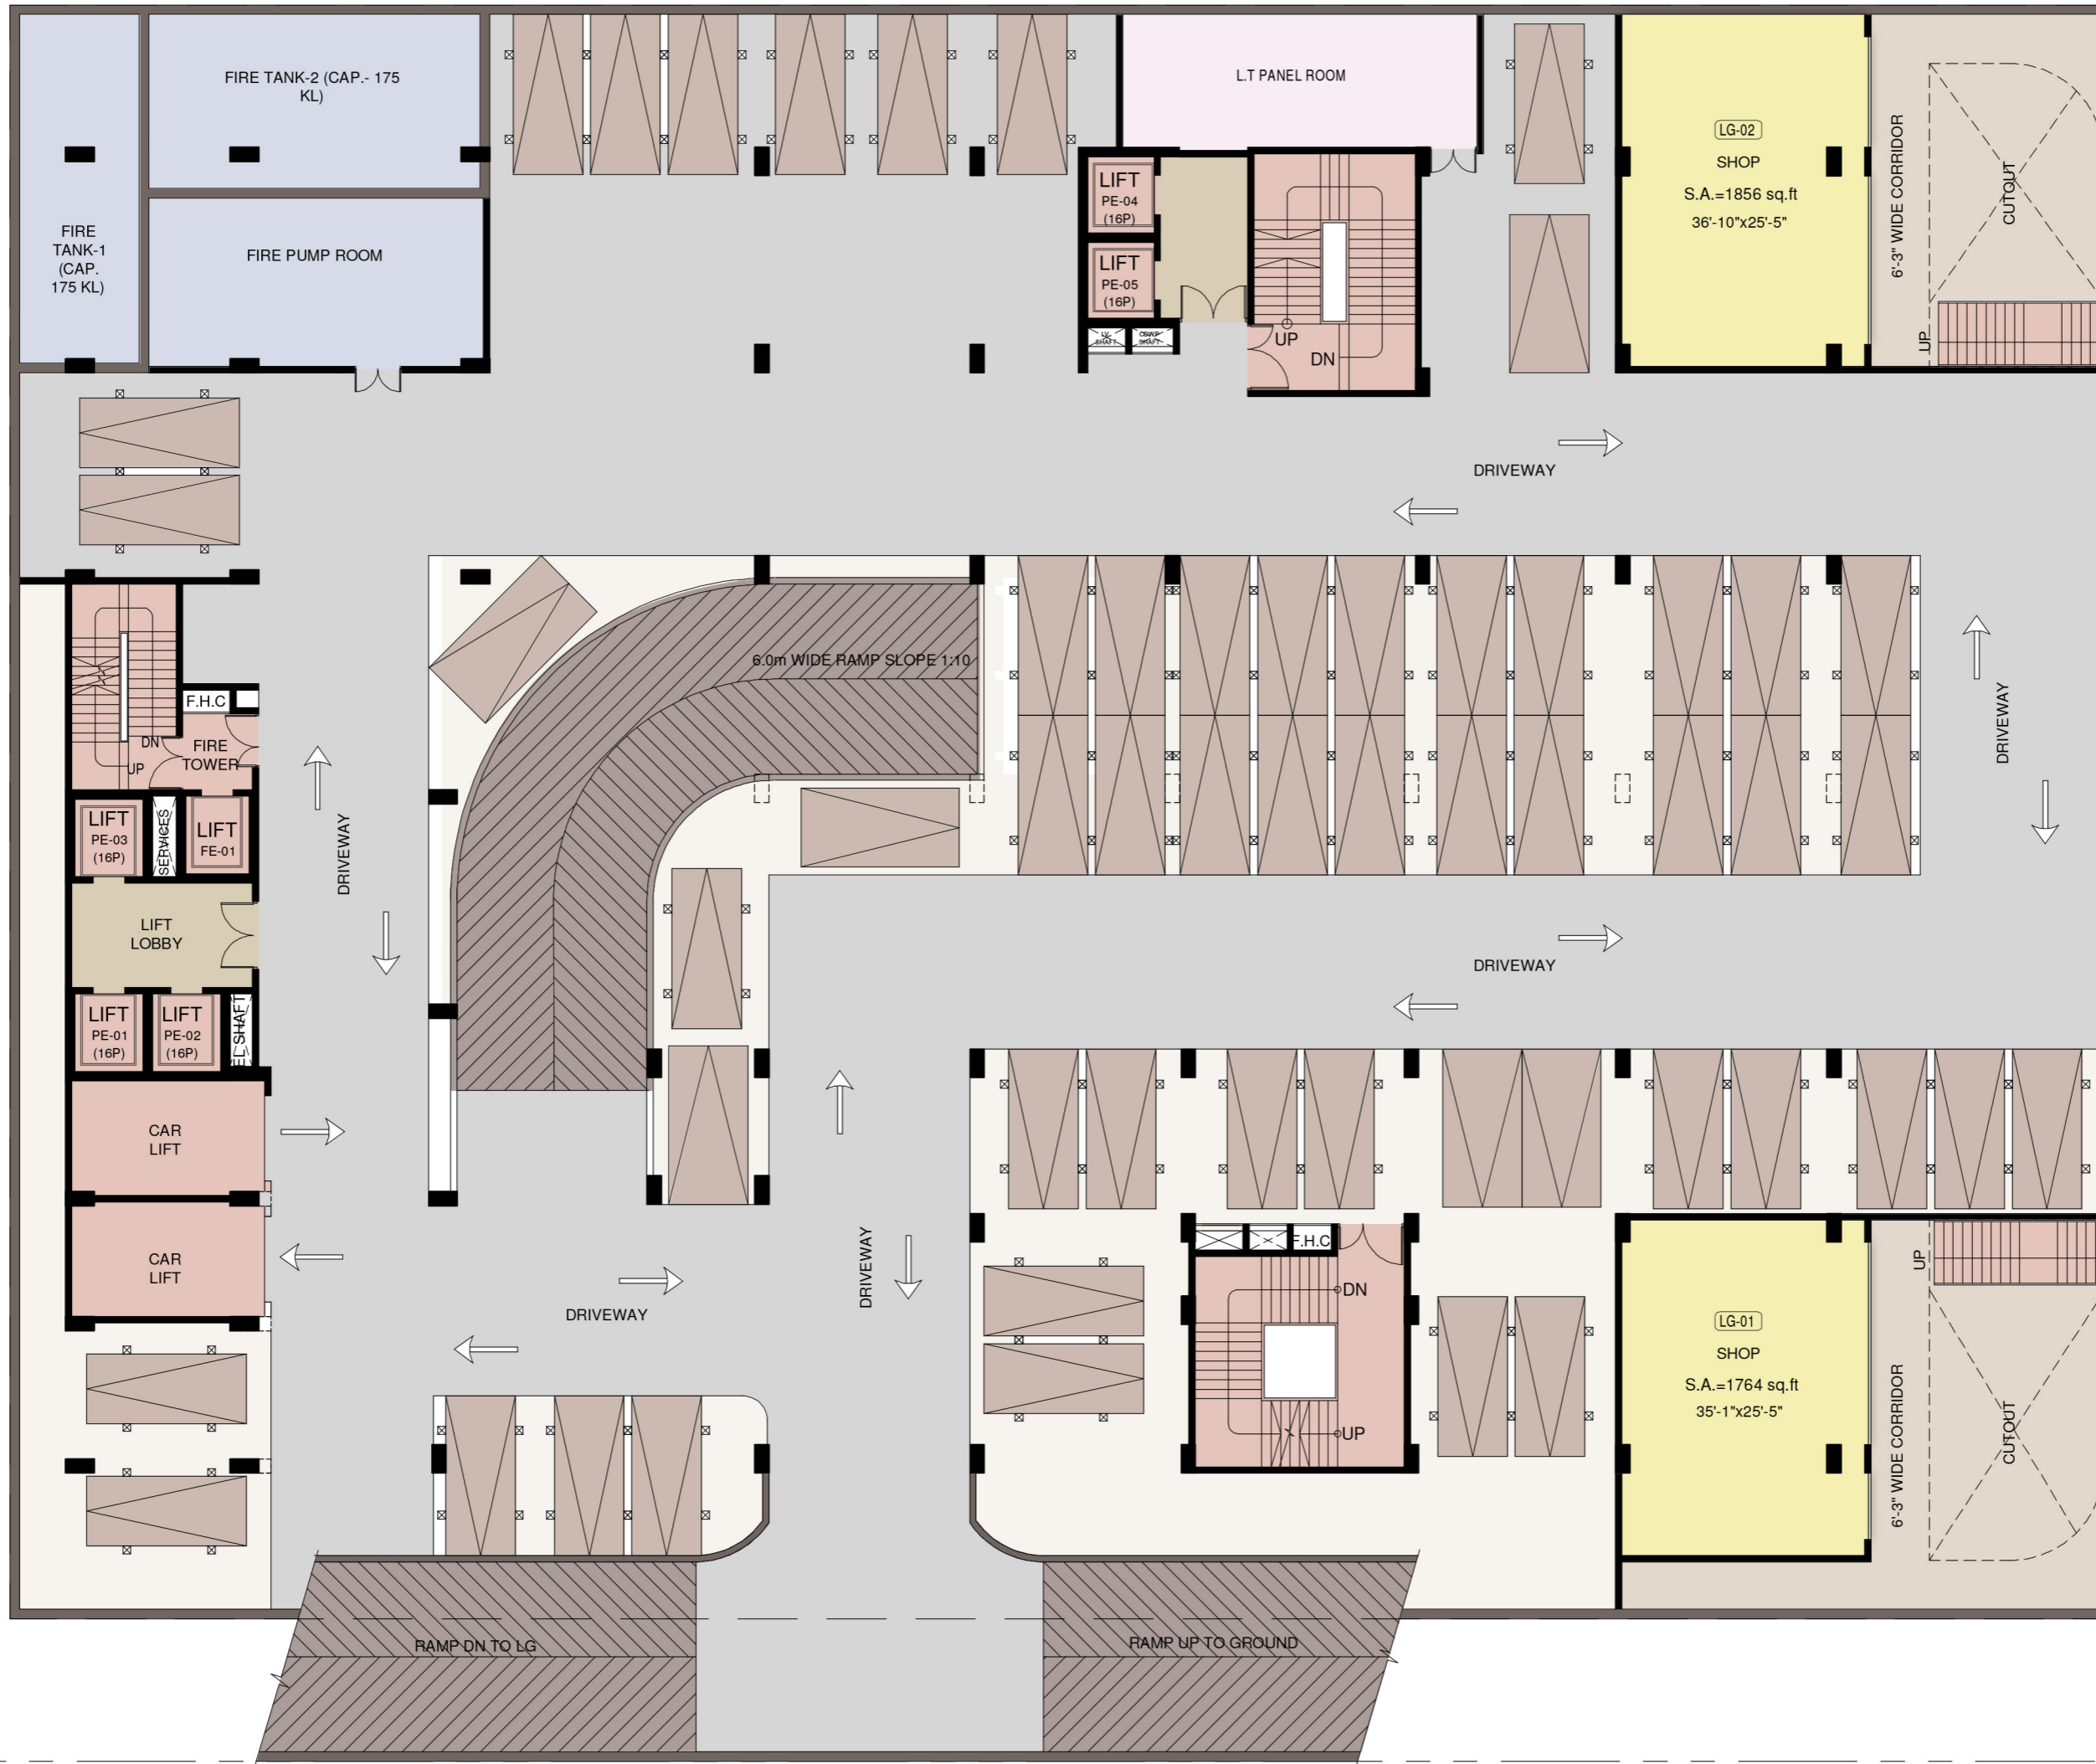 FIRE TANK-2 (CAP.- 175
KL)
L.T PANEL ROOM
LG-02
SHOP
S.A.=1856 sq.ft
36'-10"x25'-5"
6'-3" WIDE CORRIDOR
CUTOUT
UP
FIRE
TANK-1
(CAP.
175 KL)
FIRE PUMP ROOM
LIFT
PE-04
(16P)
LIFT
PE-05
(16P)
LV
SHAFT
SHAFT
UP
DN
DRIVEWAY
6.0m WIDE RAMP SLOPE 1:10
F.H.C
DN
UP
FIRE
TOWER
DRIVEWAY
LIFT
PE-03
(16P)
SERVICES
LIFT
FE-01
DRIVEWAY
LIFT
LOBBY
DRIVEWAY
LIFT
PE-01
(16P)
LIFT
PE-02
(16P)
EL SHAFT
CAR
LIFT
CAR
LIFT
DRIVEWAY
DRIVEWAY
F.H.C
DN
UP
LG-01
SHOP
S.A.=1764 sq.ft
35'-1"x25'-5"
UP
6'-3" WIDE CORRIDOR
CUTOUT
RAMP DN TO LG
RAMP UP TO GROUND